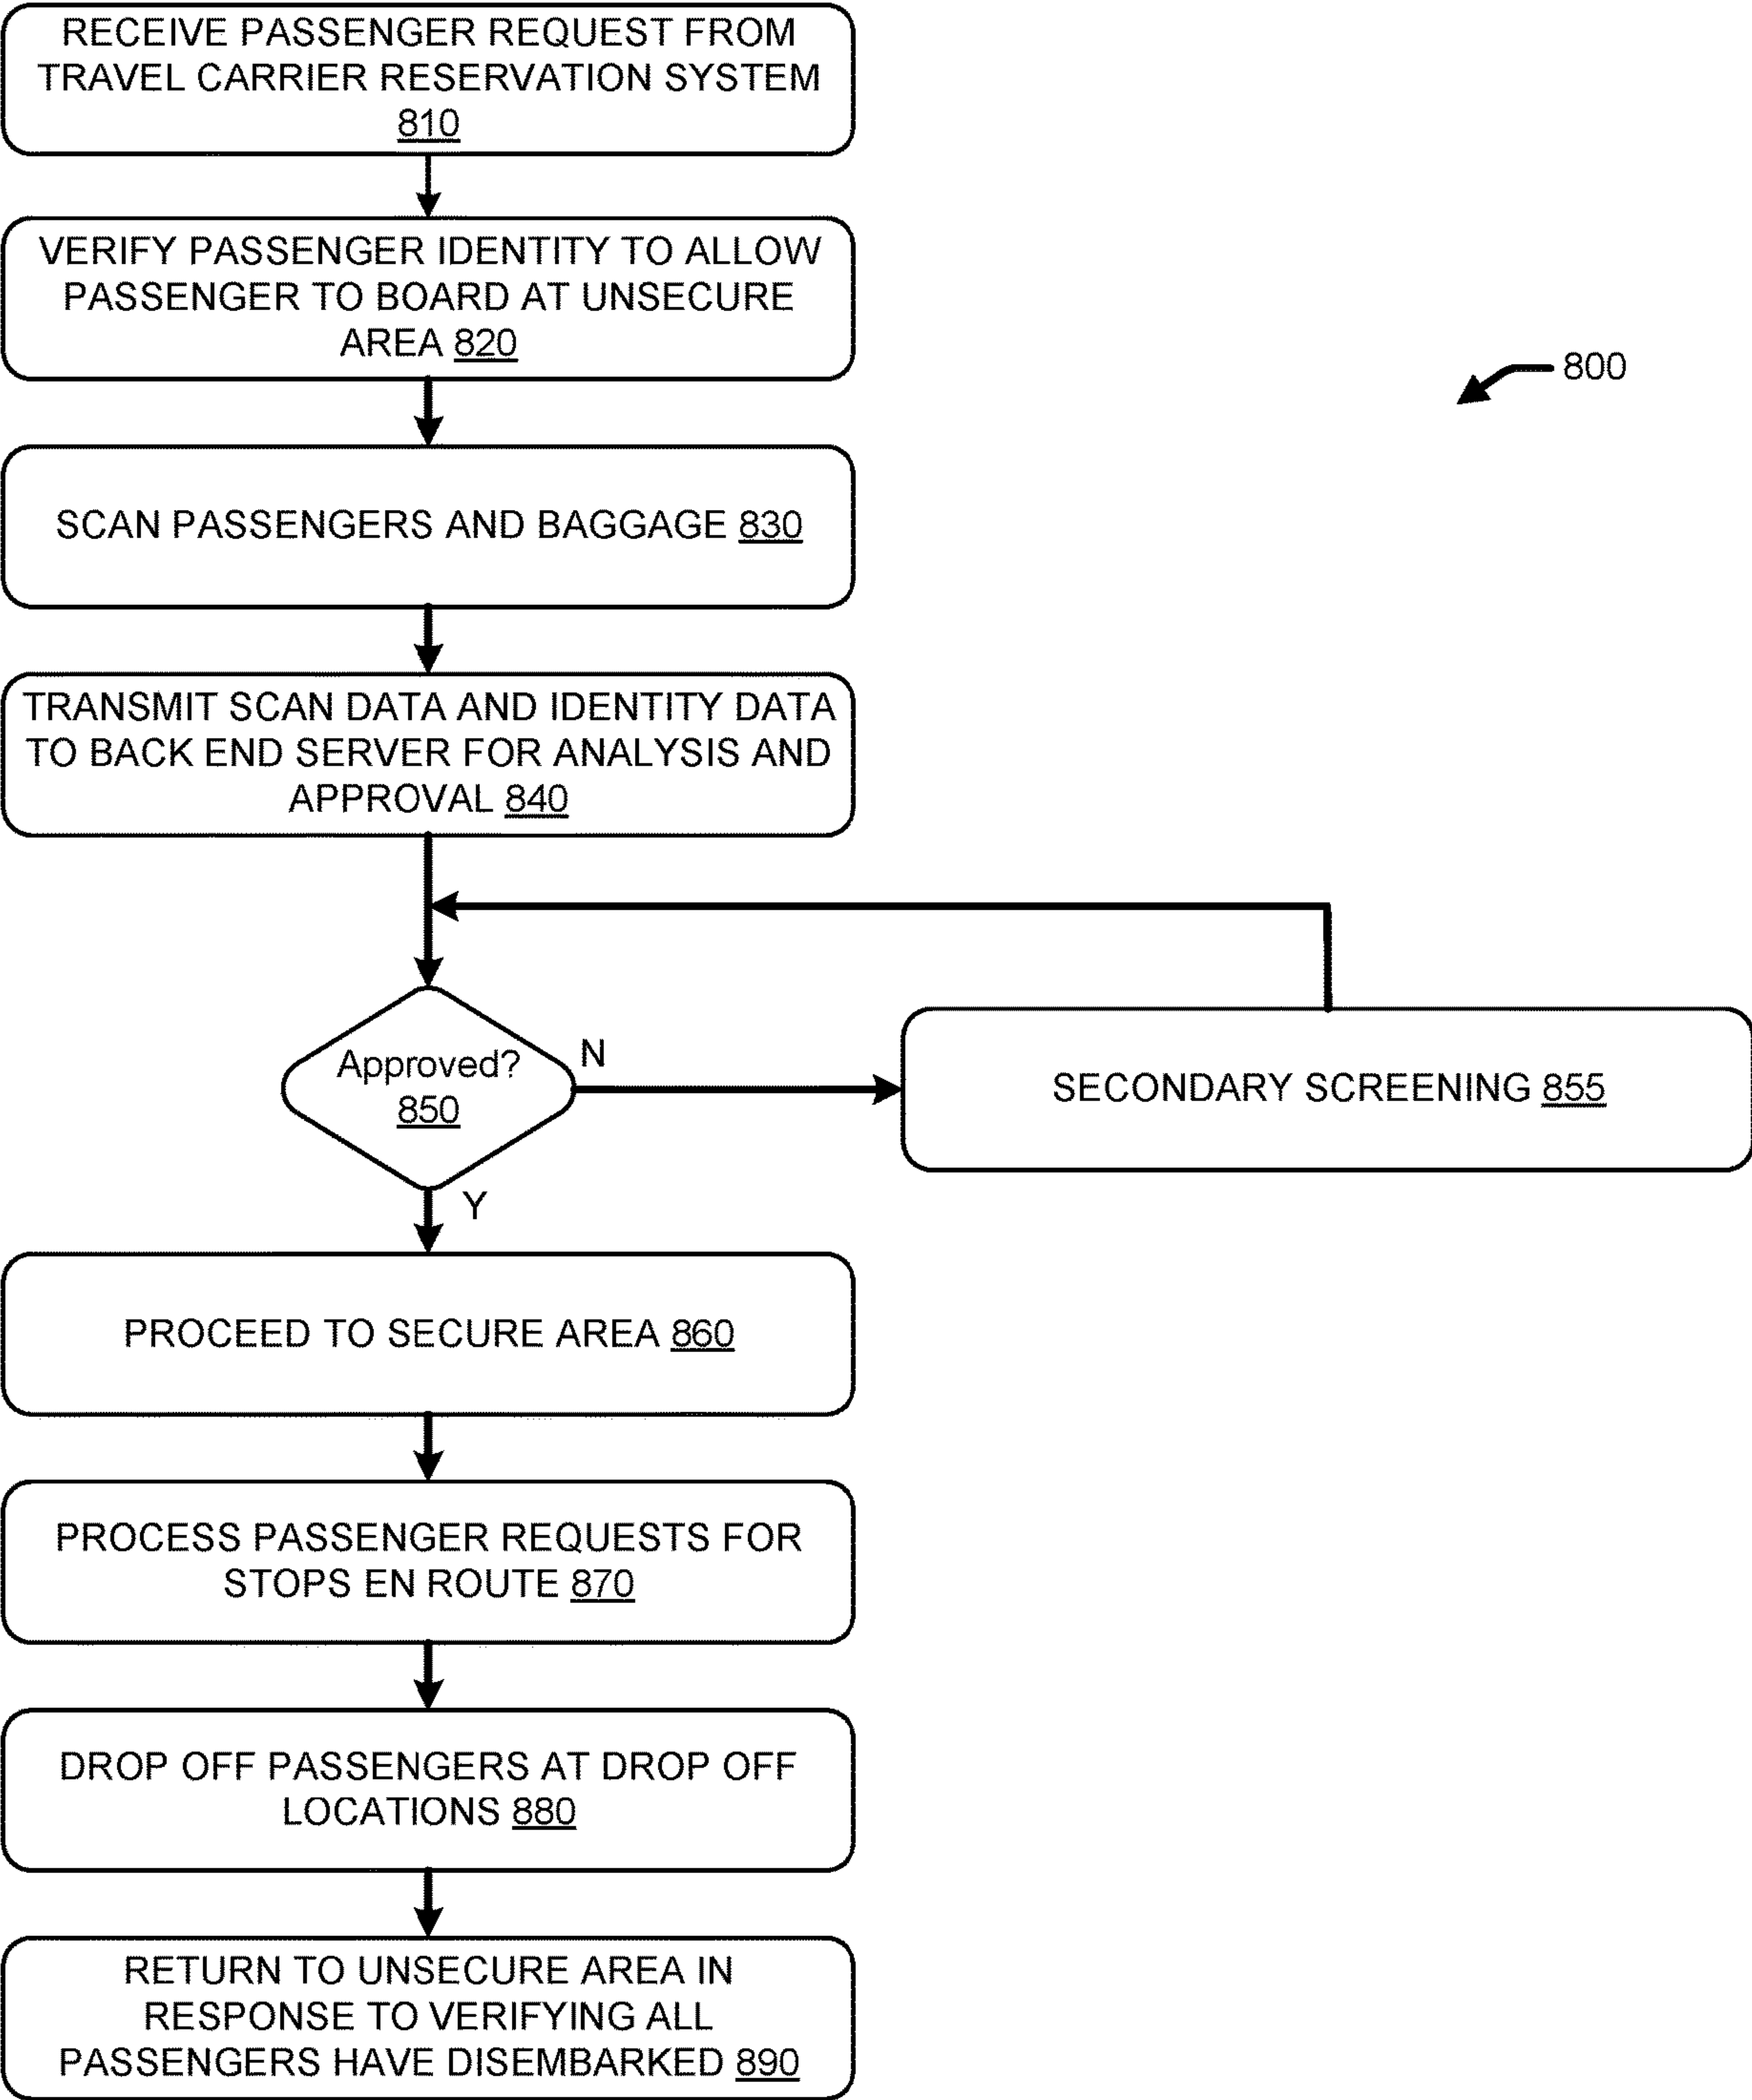 RECEIVE PASSENGER REQUEST FROM
TRAVEL CARRIER RESERVATION SYSTEM
810
VERIFY PASSENGER IDENTITY TO ALLOW
PASSENGER TO BOARD AT UNSECURE
AREA 820
800
SCAN PASSENGERS AND BAGGAGE 830
TRANSMIT SCAN DATA AND IDENTITY DATA
TO BACK END SERVER FOR ANALYSIS AND
APPROVAL 840
Approved?
850
N
SECONDARY SCREENING 855
Y
PROCEED TO SECURE AREA 860
PROCESS PASSENGER REQUESTS FOR
STOPS EN ROUTE 870
DROP OFF PASSENGERS AT DROP OFF
LOCATIONS 880
RETURN TO UNSECURE AREA IN
RESPONSE TO VERIFYING ALL
PASSENGERS HAVE DISEMBARKED 890